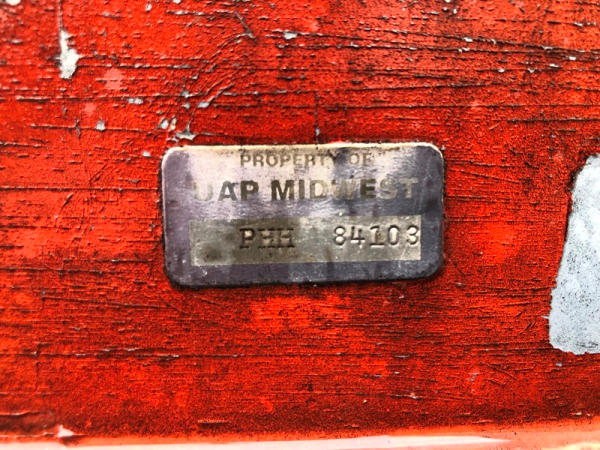 PROPERTY OF
UAP MIDWEST
PHH 84103